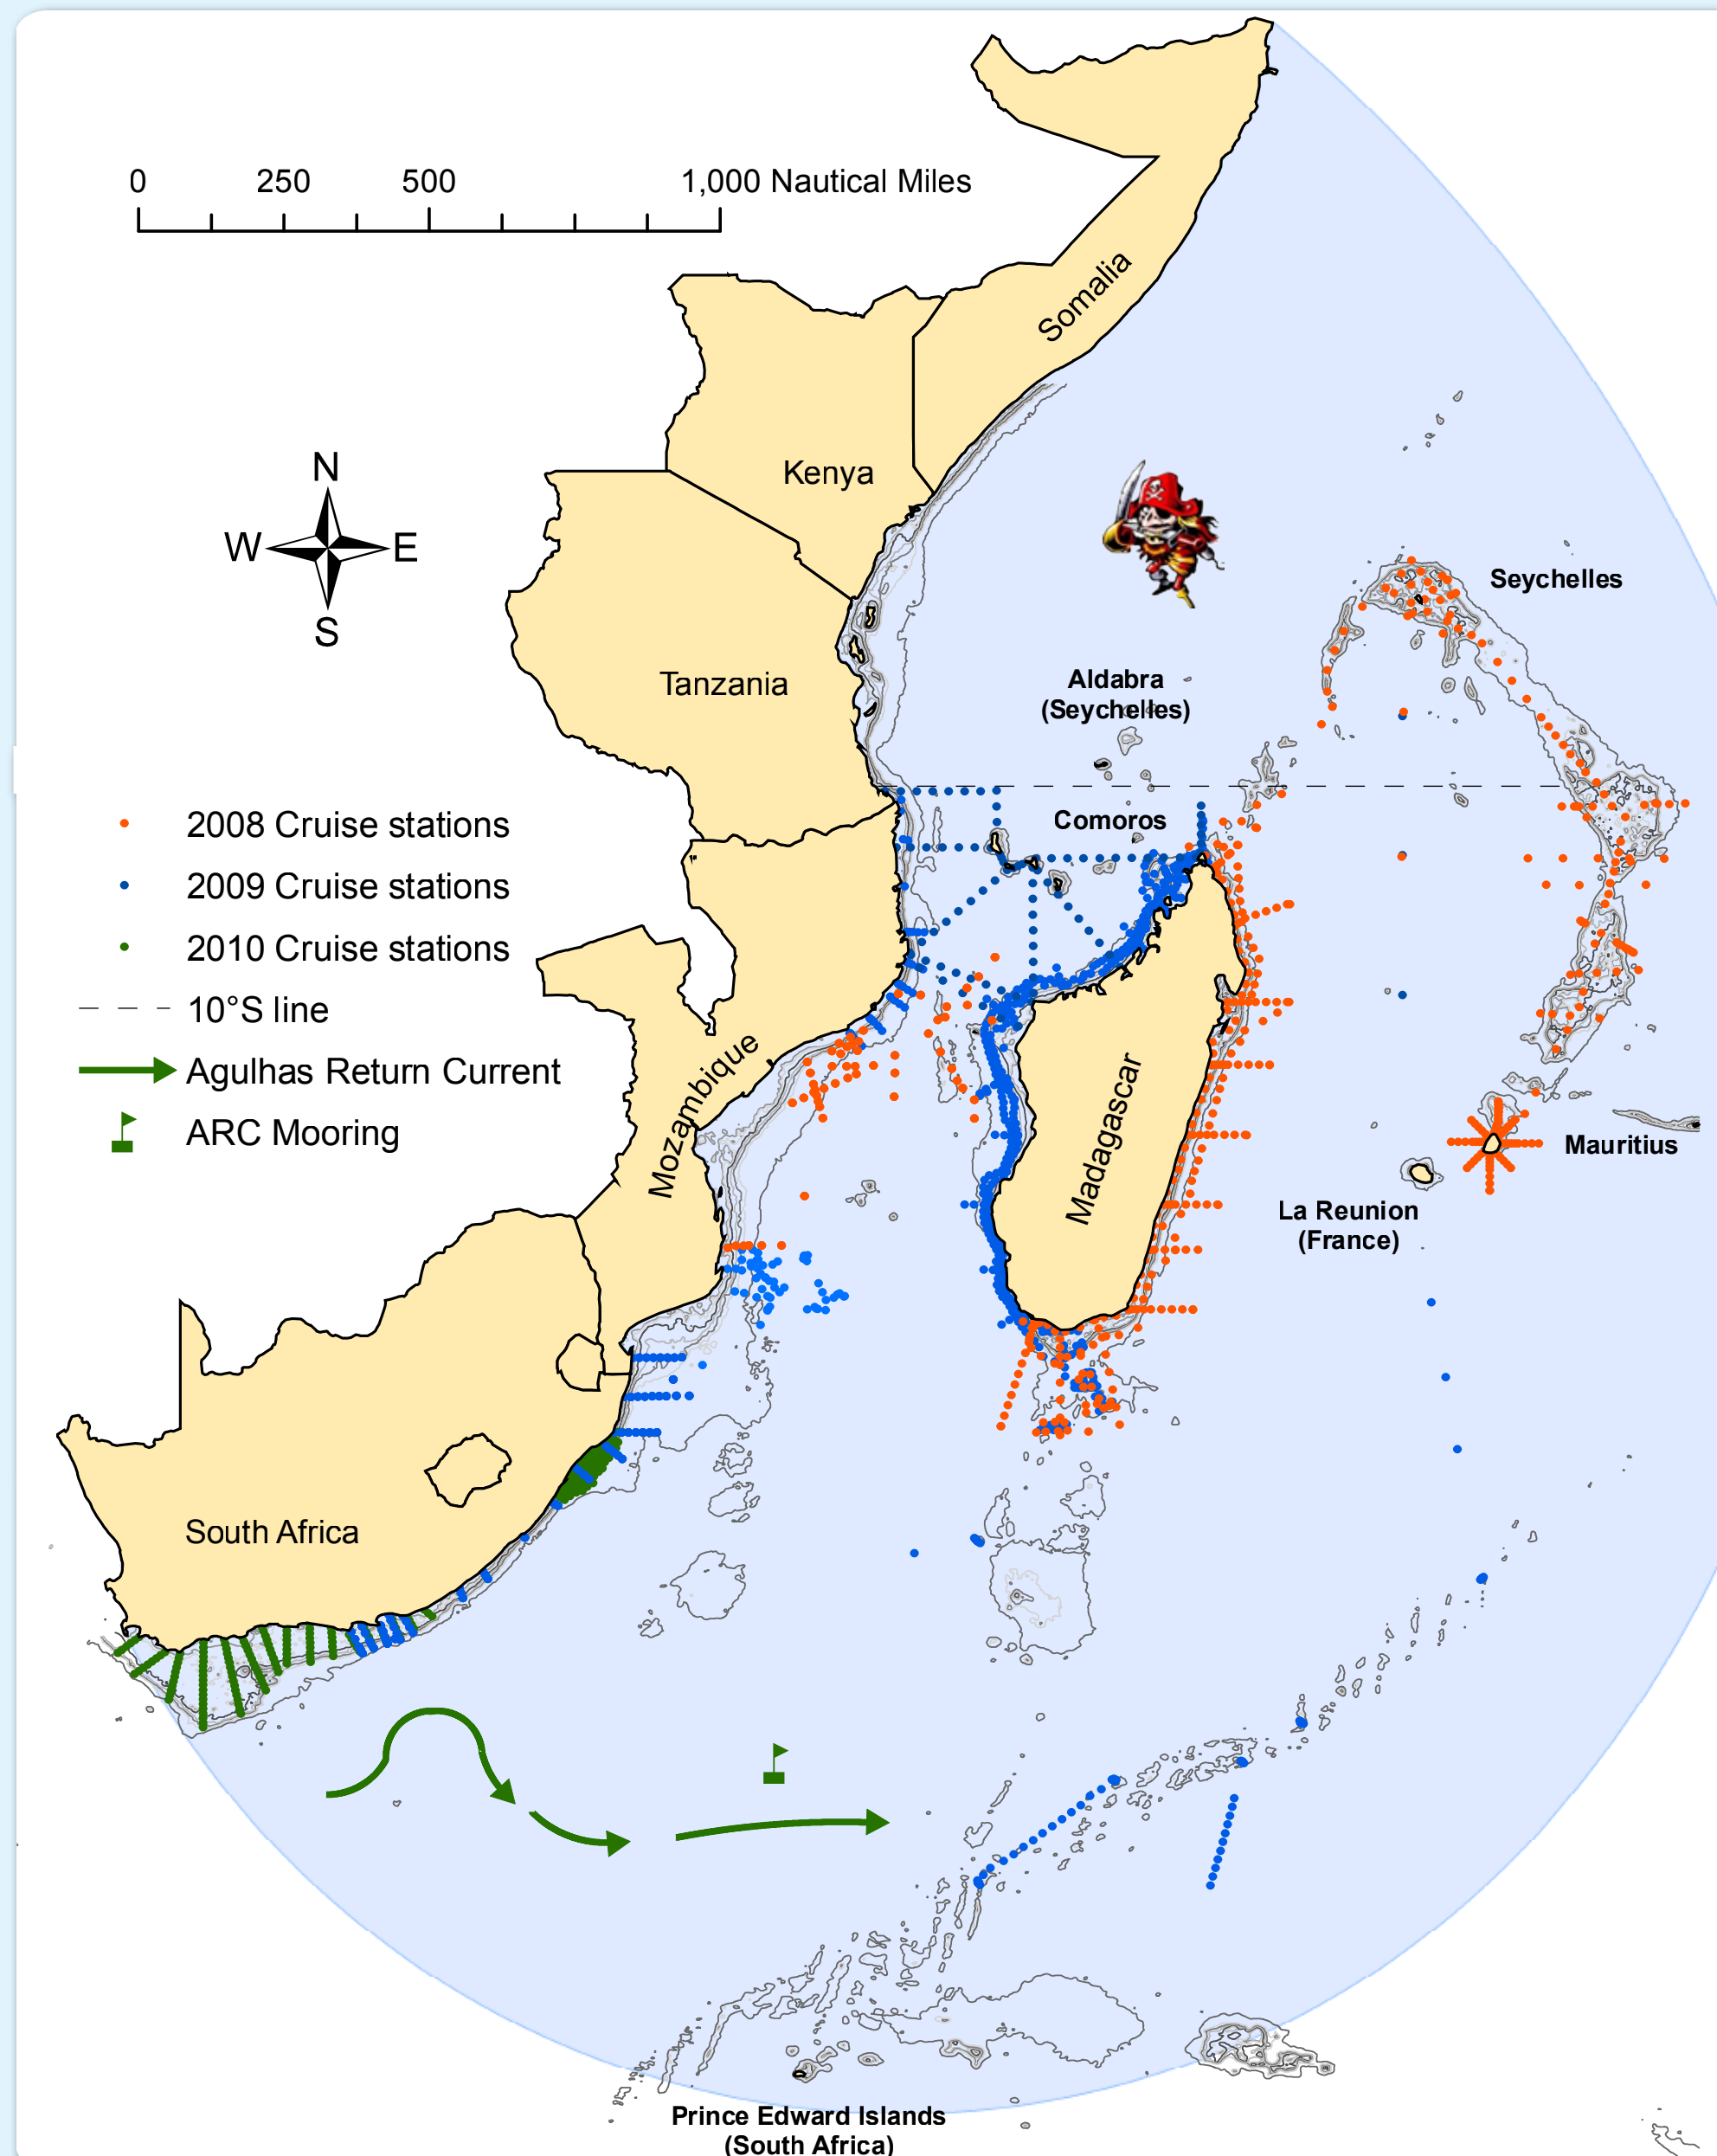 0 250 500 1,000 Nautical Miles
Somalia
Kenya
N
W E
S
Seychelles
Tanzania
Aldabra
(Seychelles)
2008 Cruise stations
Comoros
2009 Cruise stations
2010 Cruise stations
10°S line
Agulhas Return Current
ARC Mooring
Mozambique
Madagascar
Mauritius
La Reunion
(France)
South Africa
Prince Edward Islands
(South Africa)